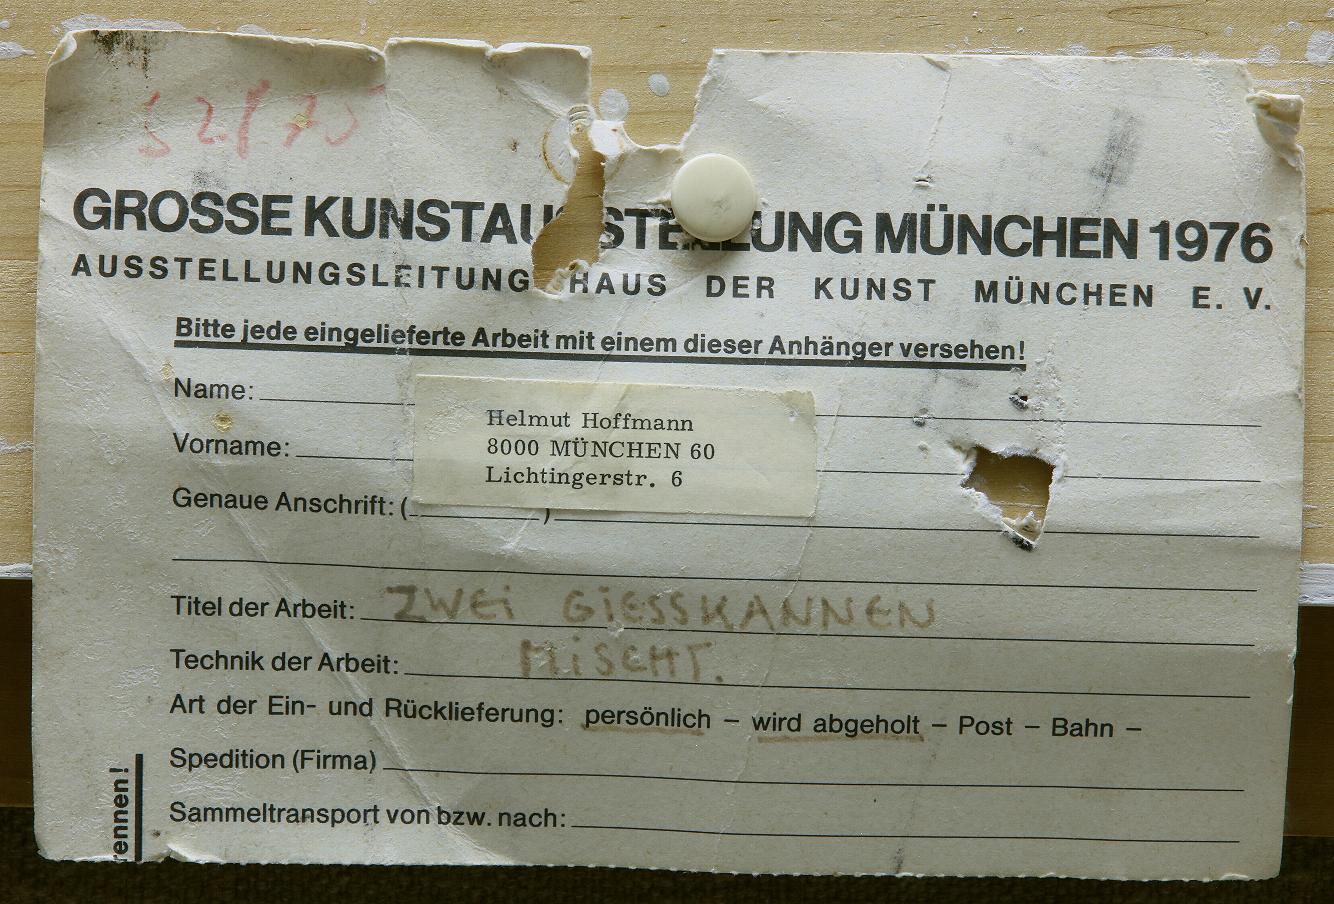 GROSSE KUNSTAUSSTELLUNG MÜNCHEN 1976
AUSSTELLUNGSLEITUNG HAUS DER KUNST MÜNCHEN E. V.
Bitte jede eingelieferte Arbeit mit einem dieser Anhänger versehen!
Name:
Vorname:
Genaue Anschrift: ( )
Helmut Hoffmann
8000 MÜNCHEN 60
Lichtingerstr. 6
Titel der Arbeit: ZWEI GIESSKANNEN
Technik der Arbeit: MISCHT.
Art der Ein- und Rücklieferung: persönlich – wird abgeholt – Post – Bahn –
Spedition (Firma)
Sammeltransport von bzw. nach:
rennen!